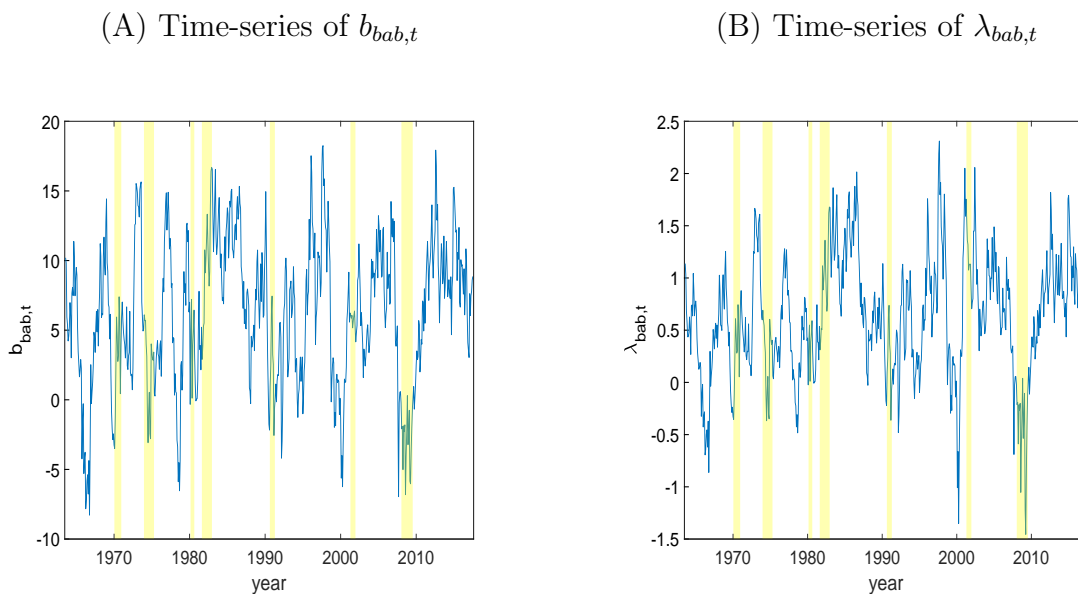 (A) Time-series of b_{bab,t}
(B) Time-series of λ_{bab,t}
20
15
10
5
0
-5
-10
b_{bab,t}
1970 1980 1990 2000 2010
year
2.5
2
1.5
1
0.5
0
-0.5
-1
-1.5
λ_{bab,t}
1970 1980 1990 2000 2010
year